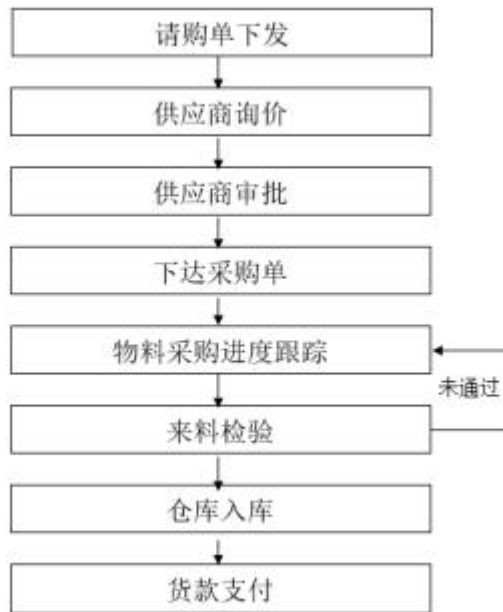 请购单下发
供应商询价
供应商审批
下达采购单
物料采购进度跟踪
未通过
来料检验
仓库入库
货款支付